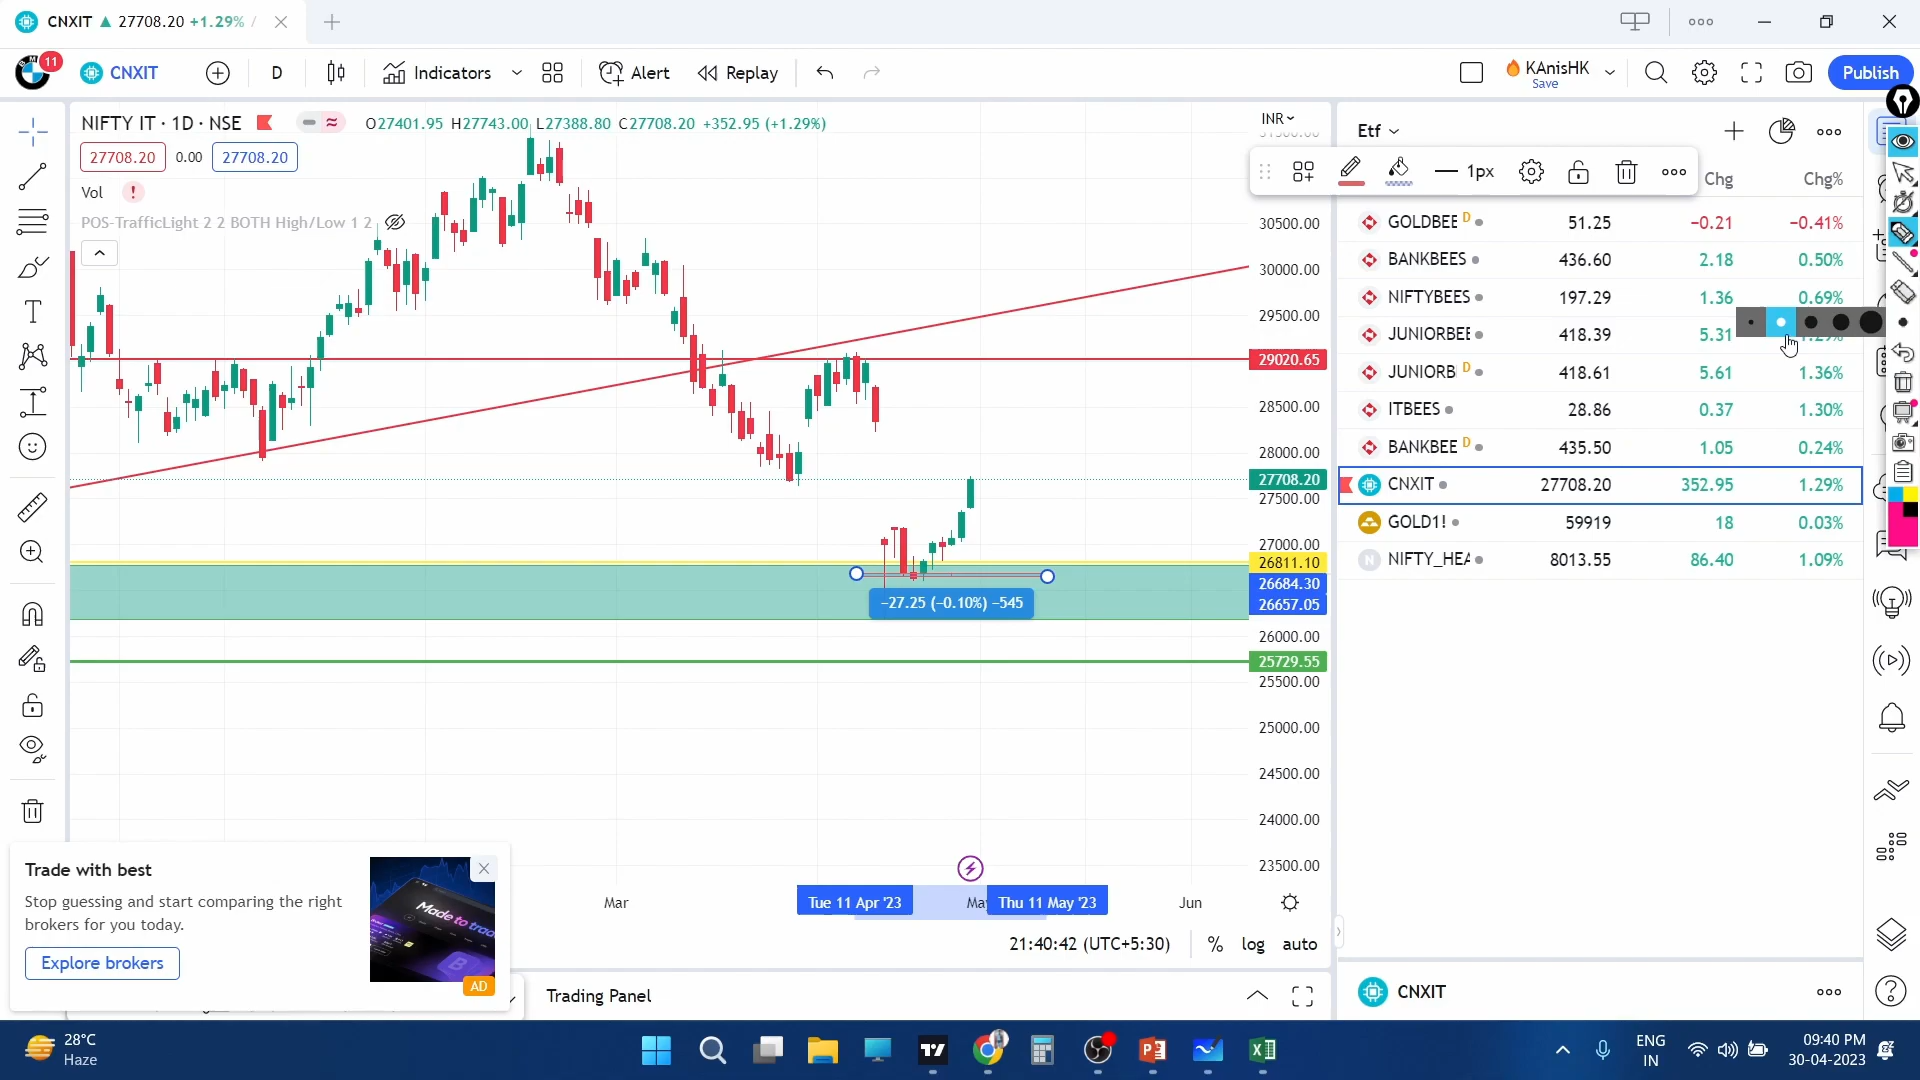 CNXIT ▲ 27708.20 +1.29% /
11
CNXIT
D
Indicators
Alert
Replay
KAnisHK
Save
Publish
NIFTY IT · 1D · NSE
O27401.95 H27743.00 L27388.80 C27708.20 +352.95 (+1.29%)
27708.20 0.00 27708.20
Vol !
POS-TrafficLight 2 2 BOTH High/Low 1 2
INR
30500.00
30000.00
29500.00
29020.65
28500.00
28000.00
27708.20
27500.00
27000.00
26811.10
26684.30
26657.05
26000.00
25729.55
25500.00
25000.00
24500.00
24000.00
23500.00
−27.25 (−0.10%) −545
Mar
Tue 11 Apr '23
Thu 11 May '23
Jun
21:40:42 (UTC+5:30) % log auto
Trading Panel
Etf
1px
Chg Chg%
GOLDBEE D 51.25 −0.21 −0.41%
BANKBEES 436.60 2.18 0.50%
NIFTYBEES 197.29 1.36 0.69%
JUNIORBEE 418.39 5.31
JUNIORB D 418.61 5.61 1.36%
ITBEES 28.86 0.37 1.30%
BANKBEE D 435.50 1.05 0.24%
CNXIT 27708.20 352.95 1.29%
GOLD1! 59919 18 0.03%
N NIFTY_HEA 8013.55 86.40 1.09%
CNXIT
Trade with best
Stop guessing and start comparing the right
brokers for you today.
Explore brokers
Made to trad
AD
28°C
Haze
ENG
IN
09:40 PM
30-04-2023